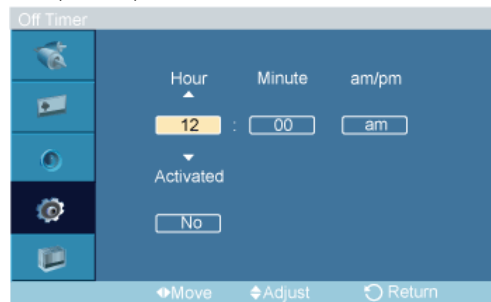 Off Timer
Hour Minute am/pm
12 : 00 am
Activated
No
Move Adjust Return